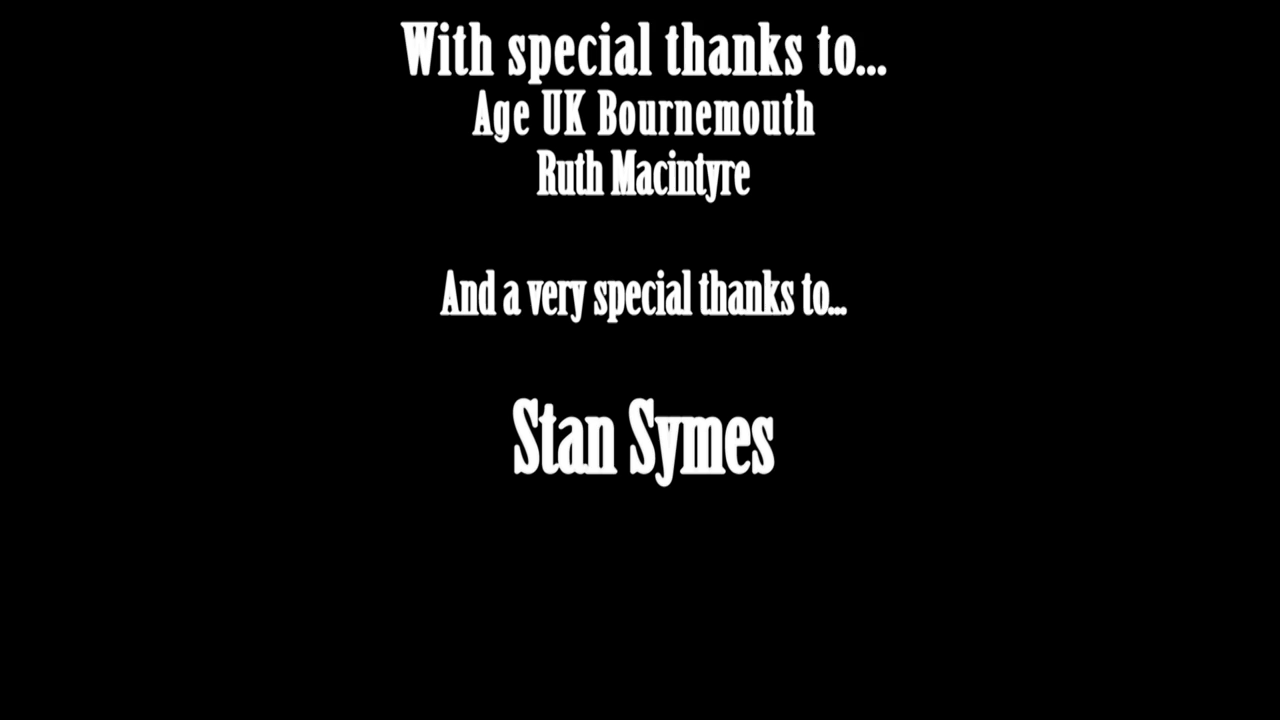 With special thanks to...
Age UK Bournemouth
Ruth Macintyre
And a very special thanks to...
Stan Symes